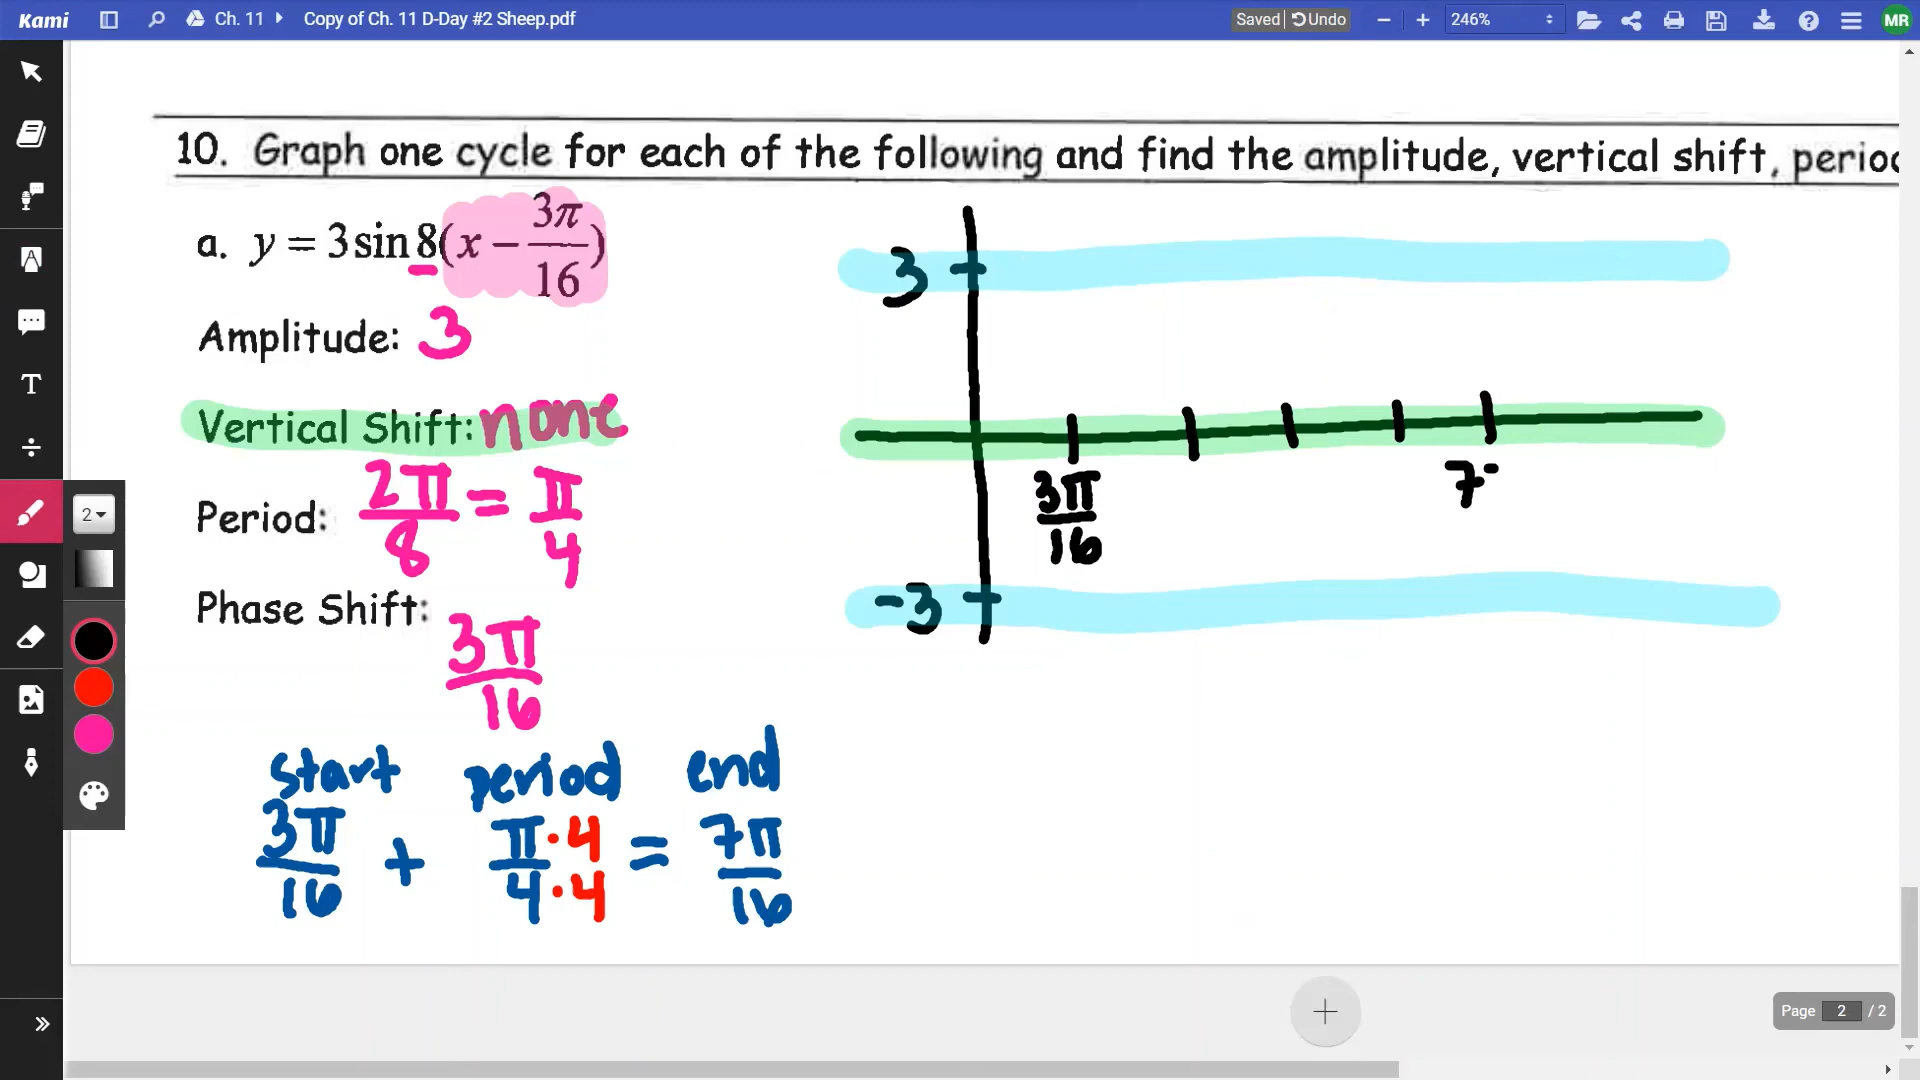 Kami Ch. 11 Copy of Ch. 11 D-Day #2 Sheep.pdf Saved Undo 246% MR
10. Graph one cycle for each of the following and find the amplitude, vertical shift, perioc
a. y = 3 sin 8(x − 3π/16)
3
Amplitude: 3
Vertical Shift: none
3π/16
7
Period: 2π/8 = π/4
-3
Phase Shift: 3π/16
start period end
3π/16 + π·4/4·4 = 7π/16
T
2
Page 2 / 2